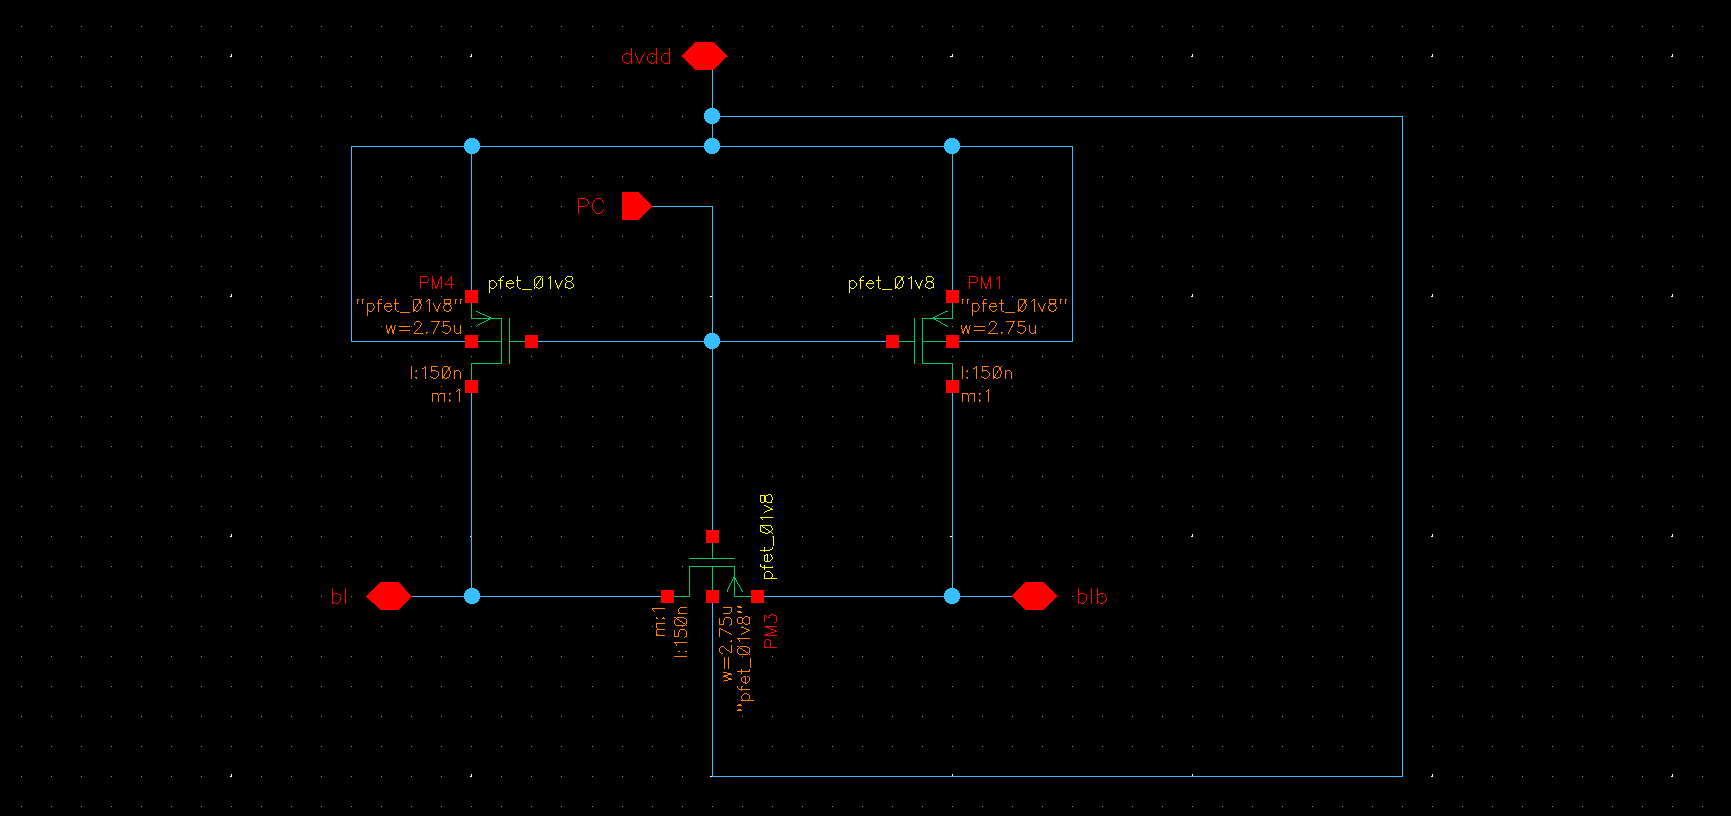 dvdd
PC
PM4
pfet_01v8
"pfet_01v8"
w=2.75u
l:150n
m:1
pfet_01v8
PM1
"pfet_01v8"
w=2.75u
l:150n
m:1
pfet_01v8
bl
blb
m:1
l:150n
w=2.75u
"pfet_01v8"
PM3